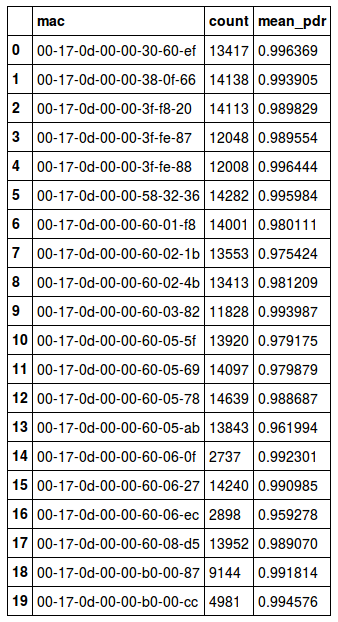 mac count mean_pdr
0 00-17-0d-00-00-30-60-ef 13417 0.996369
1 00-17-0d-00-00-38-0f-66 14138 0.993905
2 00-17-0d-00-00-3f-f8-20 14113 0.989829
3 00-17-0d-00-00-3f-fe-87 12048 0.989554
4 00-17-0d-00-00-3f-fe-88 12008 0.996444
5 00-17-0d-00-00-58-32-36 14282 0.995984
6 00-17-0d-00-00-60-01-f8 14001 0.980111
7 00-17-0d-00-00-60-02-1b 13553 0.975424
8 00-17-0d-00-00-60-02-4b 13413 0.981209
9 00-17-0d-00-00-60-03-82 11828 0.993987
10 00-17-0d-00-00-60-05-5f 13920 0.979175
11 00-17-0d-00-00-60-05-69 14097 0.979879
12 00-17-0d-00-00-60-05-78 14639 0.988687
13 00-17-0d-00-00-60-05-ab 13843 0.961994
14 00-17-0d-00-00-60-06-0f 2737 0.992301
15 00-17-0d-00-00-60-06-27 14240 0.990985
16 00-17-0d-00-00-60-06-ec 2898 0.959278
17 00-17-0d-00-00-60-08-d5 13952 0.989070
18 00-17-0d-00-00-b0-00-87 9144 0.991814
19 00-17-0d-00-00-b0-00-cc 4981 0.994576